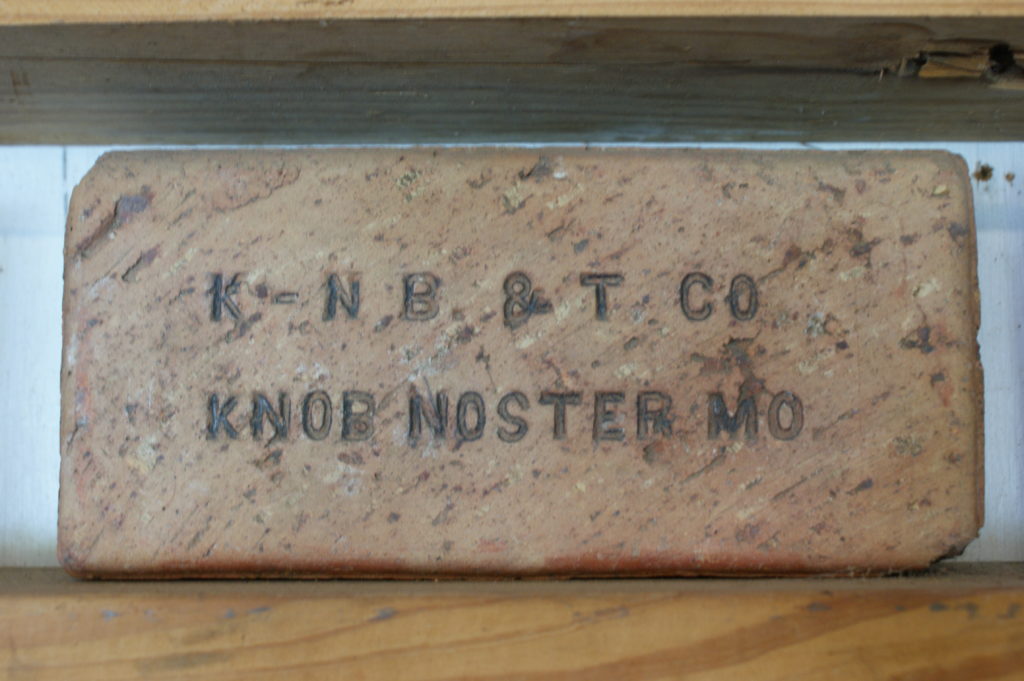 K-N B & T CO
KNOB NOSTER MO